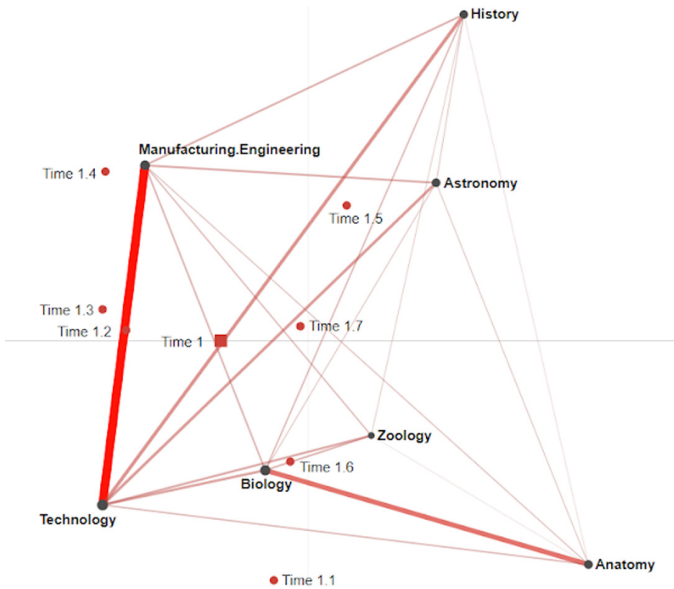 History
Manufacturing.Engineering
Time 1.4
Astronomy
Time 1.5
Time 1.3
Time 1.2
Time 1.7
Time 1
Zoology
Time 1.6
Biology
Technology
Anatomy
Time 1.1